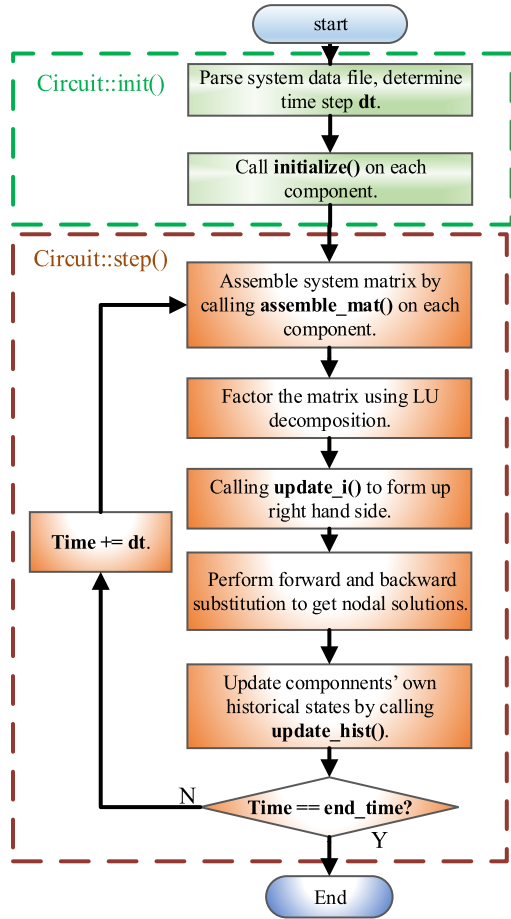 start
Circuit::init()
Parse system data file, determine
time step dt.
Call initialize() on each
component.
Circuit::step()
Assemble system matrix by
calling assemble_mat() on each
component.
Factor the matrix using LU
decomposition.
Calling update_i() to form up
right hand side.
Time += dt.
Perform forward and backward
substitution to get nodal solutions.
Update componnents’ own
historical states by calling
update_hist().
N
Time == end_time?
Y
End